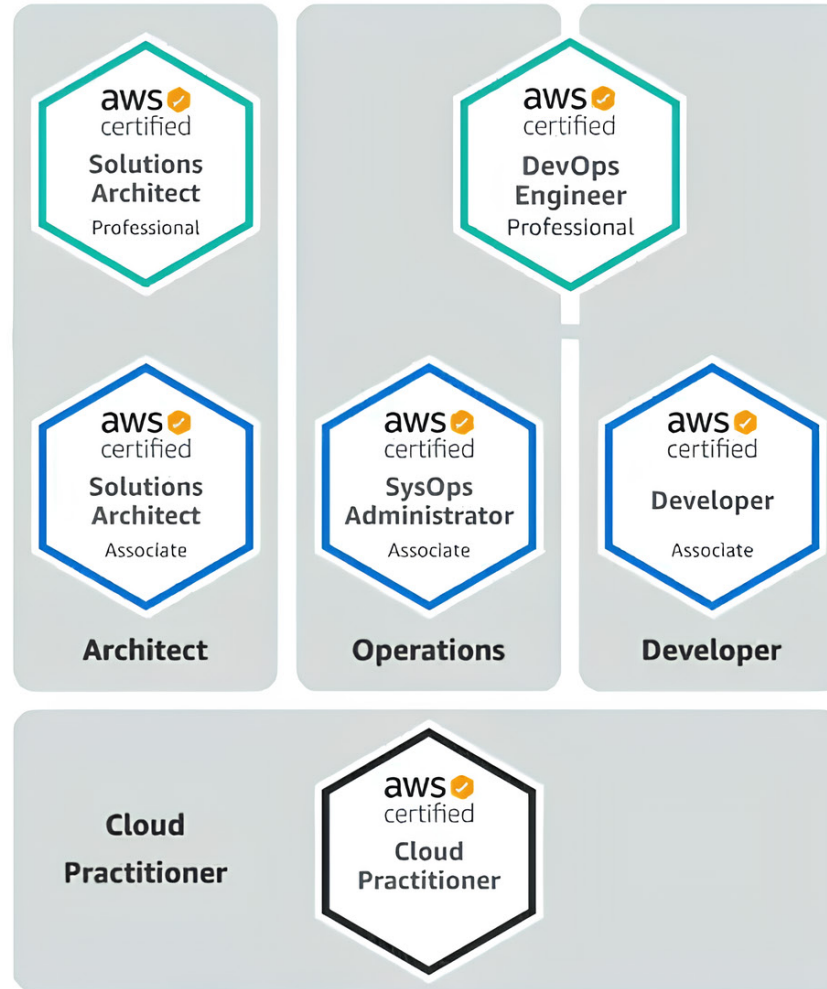 aws
certified
Solutions
Architect
Professional
aws
certified
DevOps
Engineer
Professional
aws
certified
Solutions
Architect
Associate
aws
certified
SysOps
Administrator
Associate
aws
certified
Developer
Associate
Architect
Operations
Developer
Cloud
Practitioner
aws
certified
Cloud
Practitioner